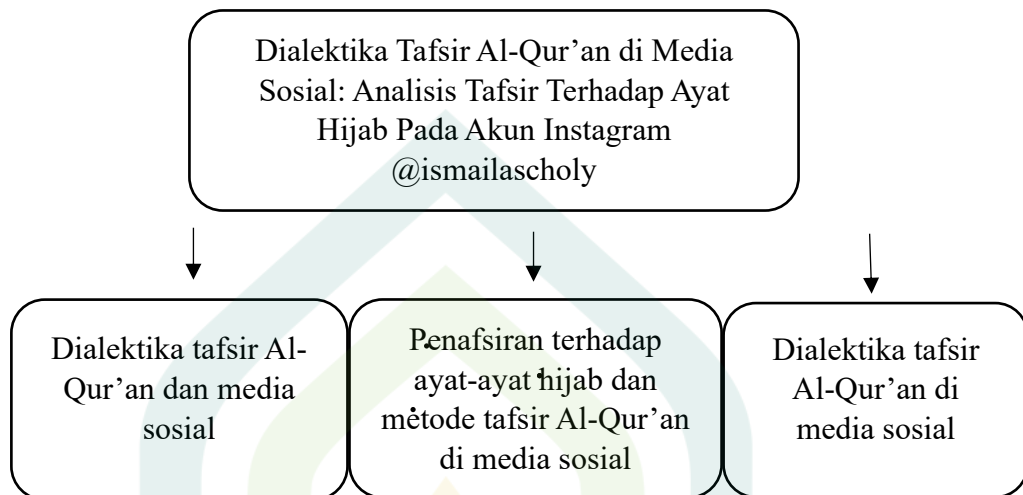 Dialektika Tafsir Al-Qur’an di Media
Sosial: Analisis Tafsir Terhadap Ayat
Hijab Pada Akun Instagram
@ismailascholy
Dialektika tafsir Al-
Qur’an dan media
sosial
Penafsiran terhadap
ayat-ayat hijab dan
metode tafsir Al-Qur’an
di media sosial
Dialektika tafsir
Al-Qur’an di
media sosial